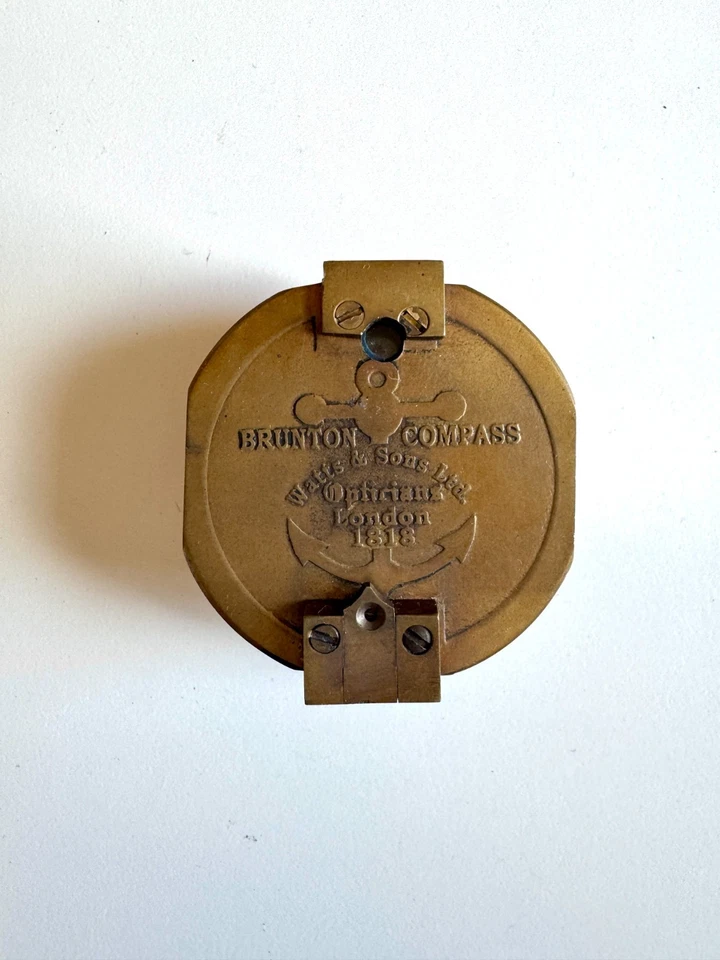 BRUNTON COMPASS
Watts & Sons Ltd.
Opticians
London
1818